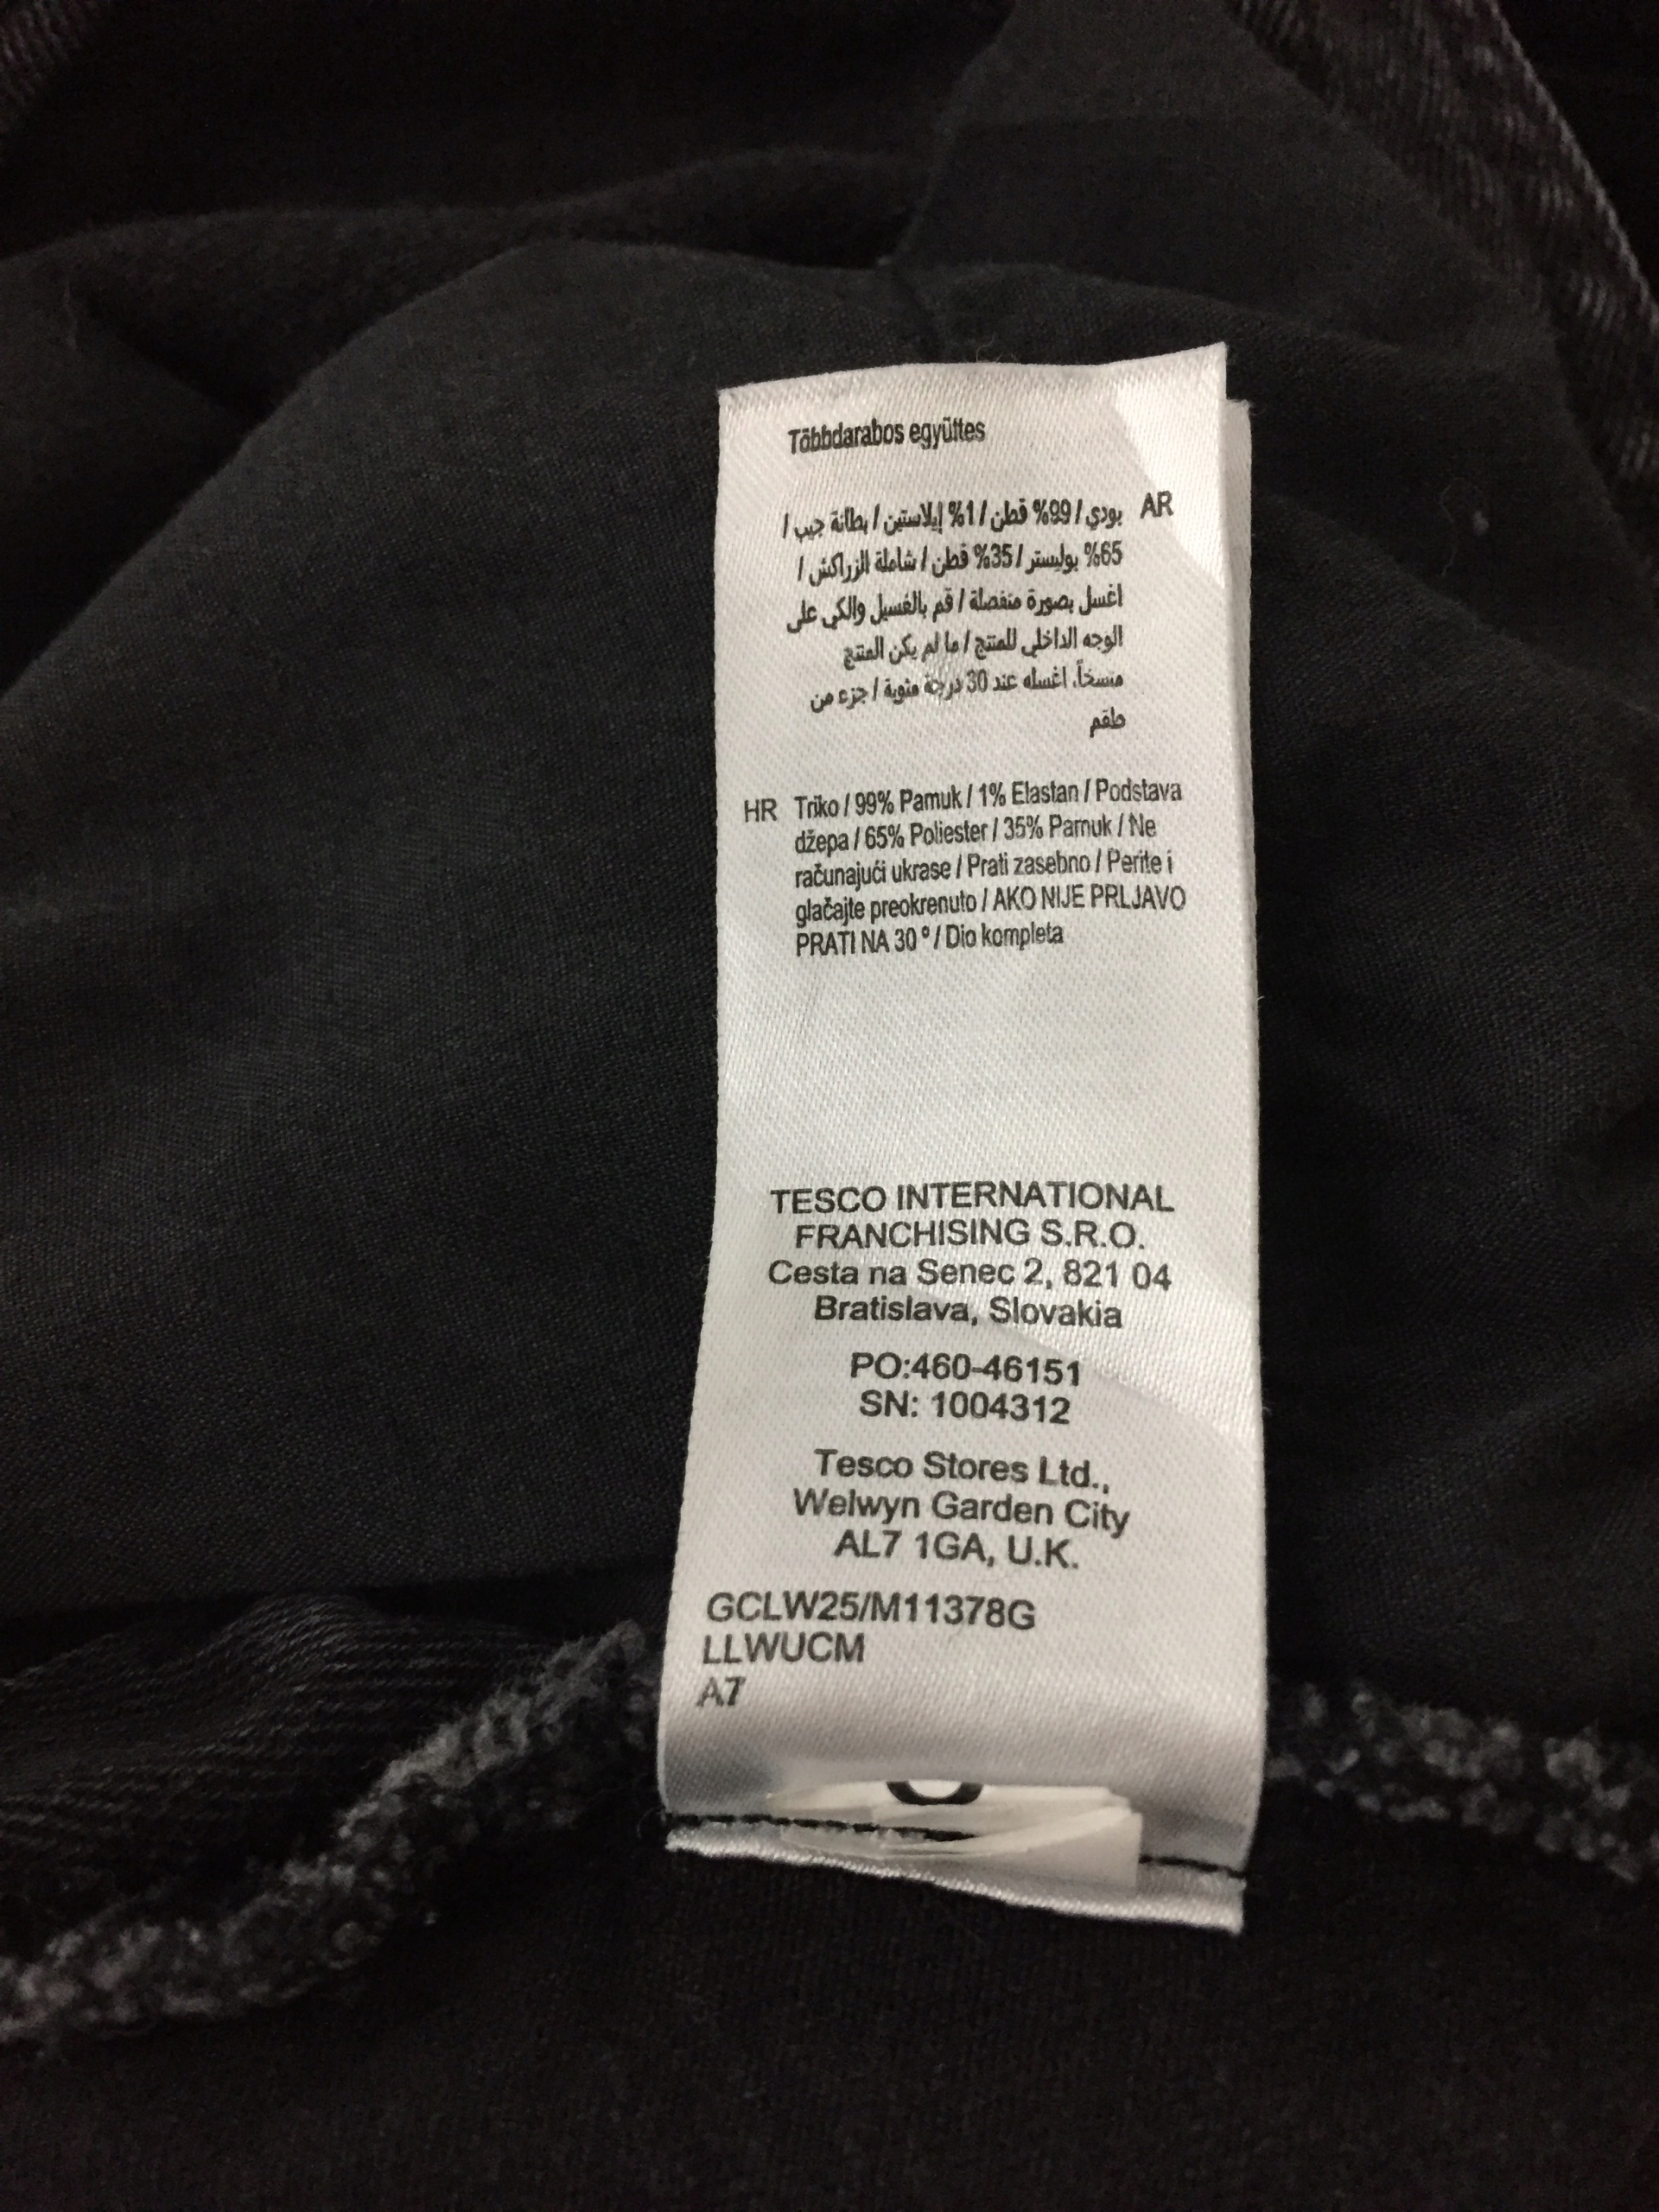 Többdarabos együttes
AR بودي / 99% قطن / 1% إيلاستين / بطانة جيب /
65% بوليستر / 35% قطن / شاملة الزراكش /
اغسل بصورة منفصلة / قم بالغسيل والكي على
الوجه الداخلي للمنتج / ما لم يكن المنتج
متسخاً، اغسله عند 30 درجة مئوية / جزء من
طقم
HR Triko / 99% Pamuk / 1% Elastan / Podstava
džepa / 65% Poliester / 35% Pamuk / Ne
računajući ukrase / Prati zasebno / Perite i
glačajte preokrenuto / AKO NIJE PRLJAVO
PRATI NA 30 º / Dio kompleta
TESCO INTERNATIONAL
FRANCHISING S.R.O.
Cesta na Senec 2, 821 04
Bratislava, Slovakia
PO:460-46151
SN: 1004312
Tesco Stores Ltd.,
Welwyn Garden City
AL7 1GA, U.K.
GCLW25/M11378G
LLWUCM
A7